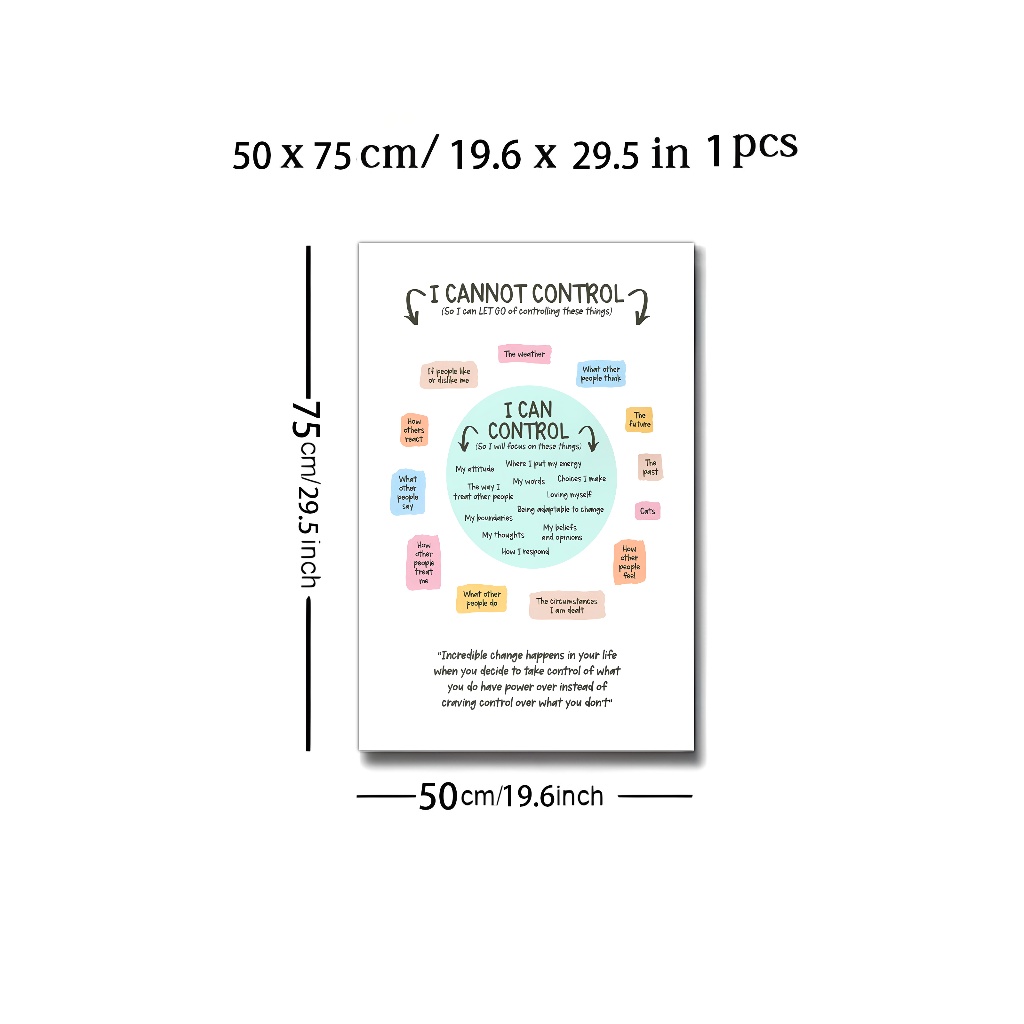 50 x 75 cm/ 19.6 x 29.5 in 1 pcs
I CANNOT CONTROL
(So I can LET GO of controlling these things)
The weather
If people like
or dislike me
What other
people think
How
others
react
The
future
What
other
people
say
The
past
Cats
How
other
people
treat
me
How
other
people
feel
What other
people do
The circumstances
I am dealt
I CAN
CONTROL
(So I will focus on these things)
My attitude
Where I put my energy
My words
Choices I make
The way I
treat other people
Loving myself
Being adaptable to change
My boundaries
My thoughts
My beliefs
and opinions
How I respond
"Incredible change happens in your life
when you decide to take control of what
you do have power over instead of
craving control over what you don't"
75cm/29.5inch
50cm/19.6inch